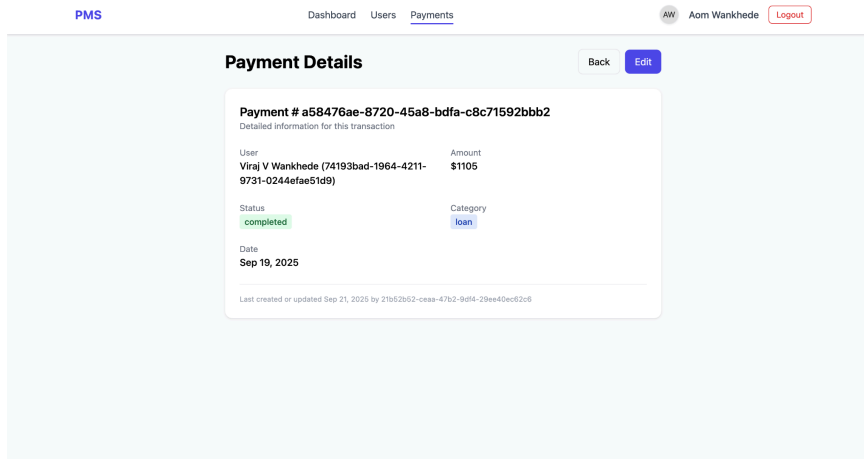 PMS
Dashboard Users Payments
AW Aom Wankhede Logout
Payment Details
Back Edit
Payment # a58476ae-8720-45a8-bdfa-c8c71592bbb2
Detailed information for this transaction
User Amount
Viraj V Wankhede (74193bad-1964-4211- $1105
9731-0244efae51d9)
Status Category
completed loan
Date
Sep 19, 2025
Last created or updated Sep 21, 2025 by 21b52b52-ceaa-47b2-9df4-29ee40ec62c6